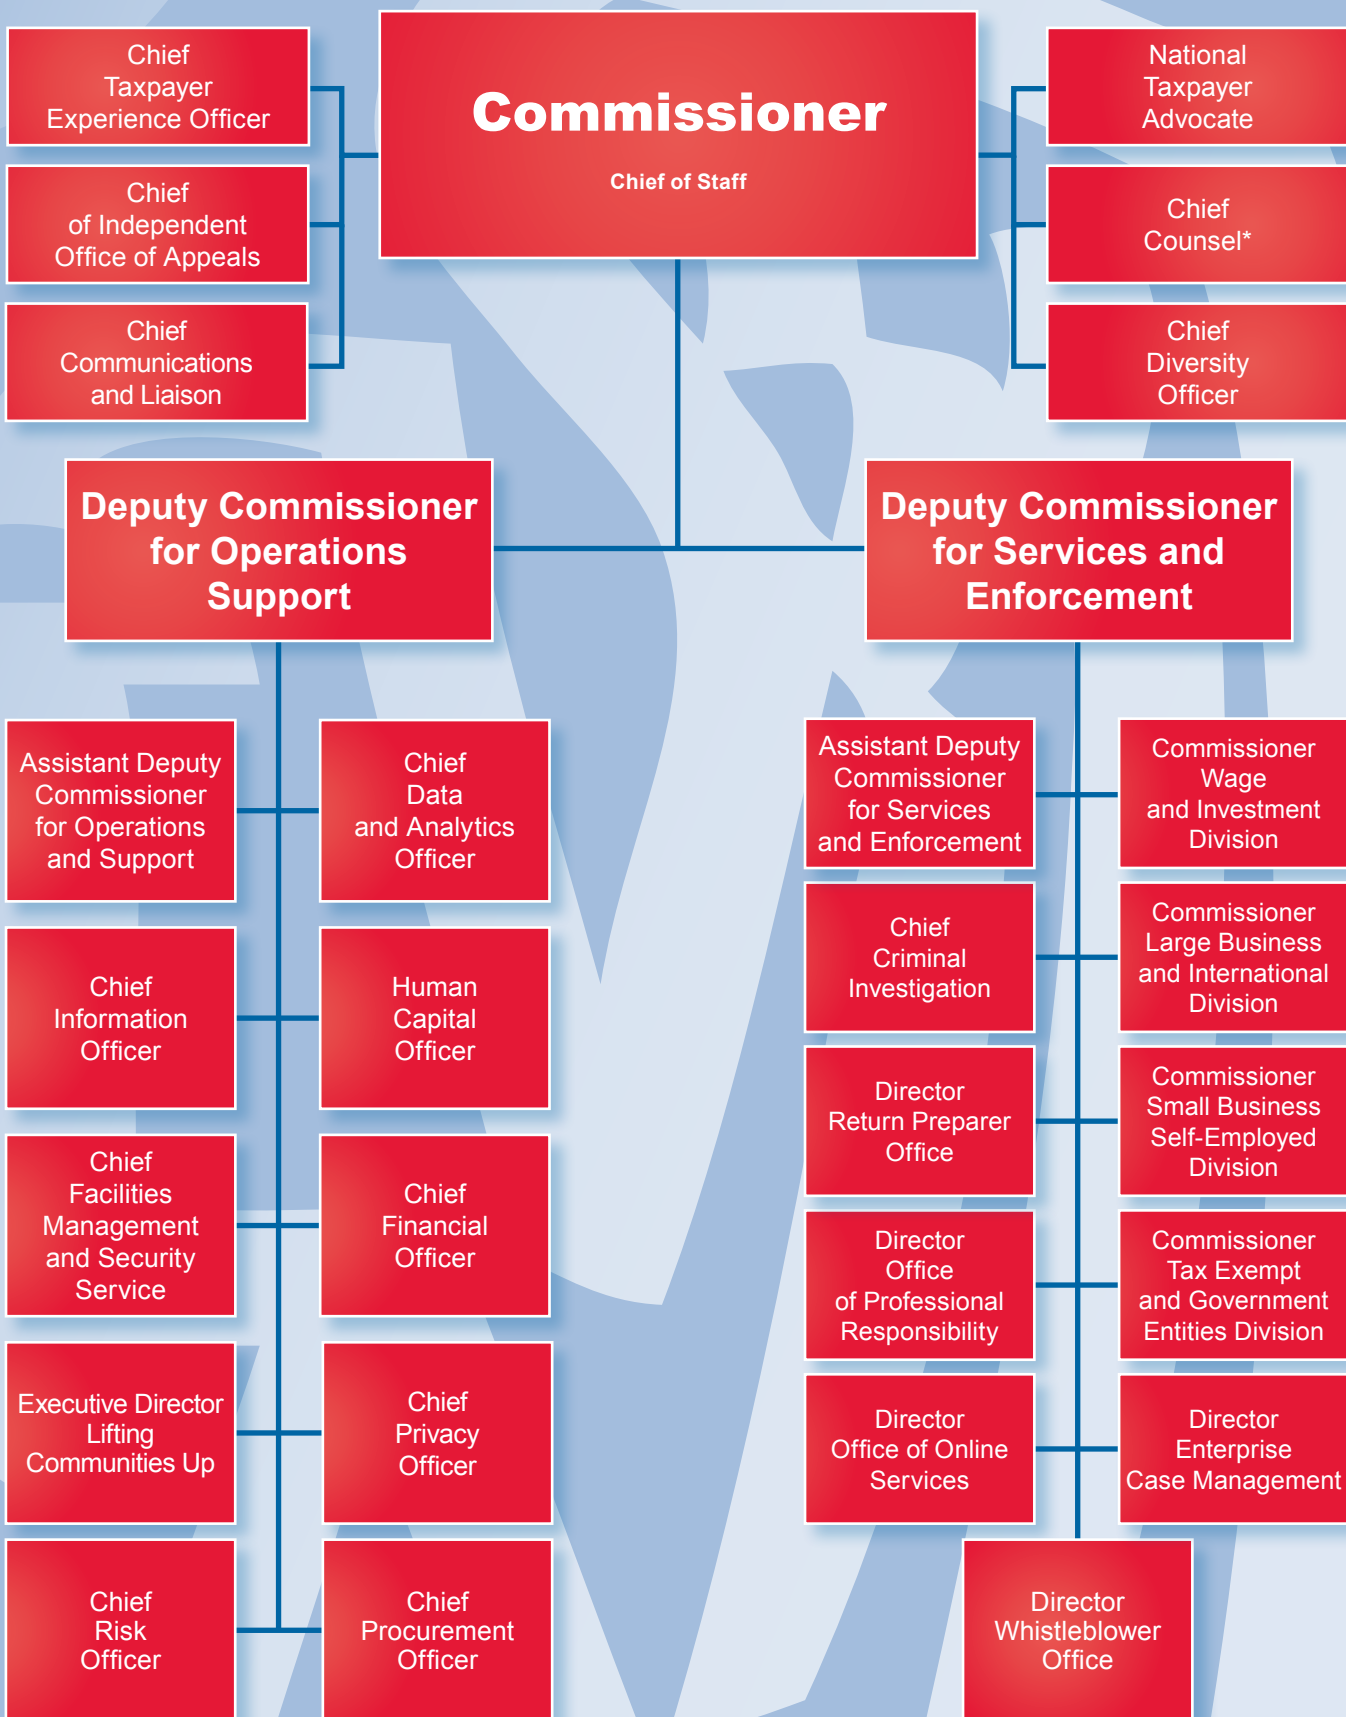 Chief
Taxpayer
Experience Officer
Commissioner
Chief of Staff
National
Taxpayer
Advocate
Chief
of Independent
Office of Appeals
Chief
Counsel*
Chief
Communications
and Liaison
Chief
Diversity
Officer
Deputy Commissioner
for Operations
Support
Deputy Commissioner
for Services and
Enforcement
Assistant Deputy
Commissioner
for Operations
and Support
Chief
Data
and Analytics
Officer
Chief
Information
Officer
Human
Capital
Officer
Chief
Facilities
Management
and Security
Service
Chief
Financial
Officer
Executive Director
Lifting
Communities Up
Chief
Privacy
Officer
Chief
Risk
Officer
Chief
Procurement
Officer
Assistant Deputy
Commissioner
for Services
and Enforcement
Commissioner
Wage
and Investment
Division
Chief
Criminal
Investigation
Commissioner
Large Business
and International
Division
Director
Return Preparer
Office
Commissioner
Small Business
Self-Employed
Division
Director
Office
of Professional
Responsibility
Commissioner
Tax Exempt
and Government
Entities Division
Director
Office of Online
Services
Director
Enterprise
Case Management
Director
Whistleblower
Office